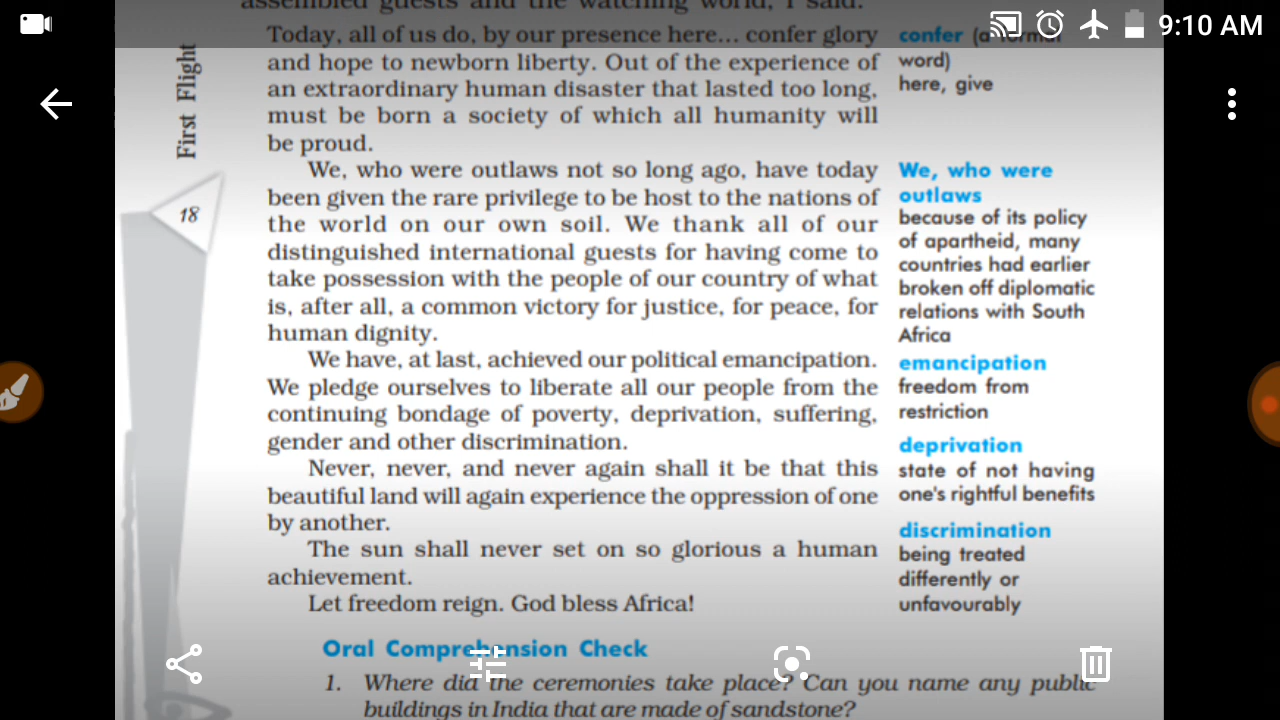 assembled guests and the watching world, I said:
9:10 AM
First Flight
18
Today, all of us do, by our presence here... confer glory
and hope to newborn liberty. Out of the experience of
an extraordinary human disaster that lasted too long,
must be born a society of which all humanity will
be proud.
We, who were outlaws not so long ago, have today
been given the rare privilege to be host to the nations of
the world on our own soil. We thank all of our
distinguished international guests for having come to
take possession with the people of our country of what
is, after all, a common victory for justice, for peace, for
human dignity.
We have, at last, achieved our political emancipation.
We pledge ourselves to liberate all our people from the
continuing bondage of poverty, deprivation, suffering,
gender and other discrimination.
Never, never, and never again shall it be that this
beautiful land will again experience the oppression of one
by another.
The sun shall never set on so glorious a human
achievement.
Let freedom reign. God bless Africa!
confer (a formal
word)
here, give
We, who were
outlaws
because of its policy
of apartheid, many
countries had earlier
broken off diplomatic
relations with South
Africa
emancipation
freedom from
restriction
deprivation
state of not having
one's rightful benefits
discrimination
being treated
differently or
unfavourably
Oral Comprehension Check
1. Where did the ceremonies take place? Can you name any public
buildings in India that are made of sandstone?